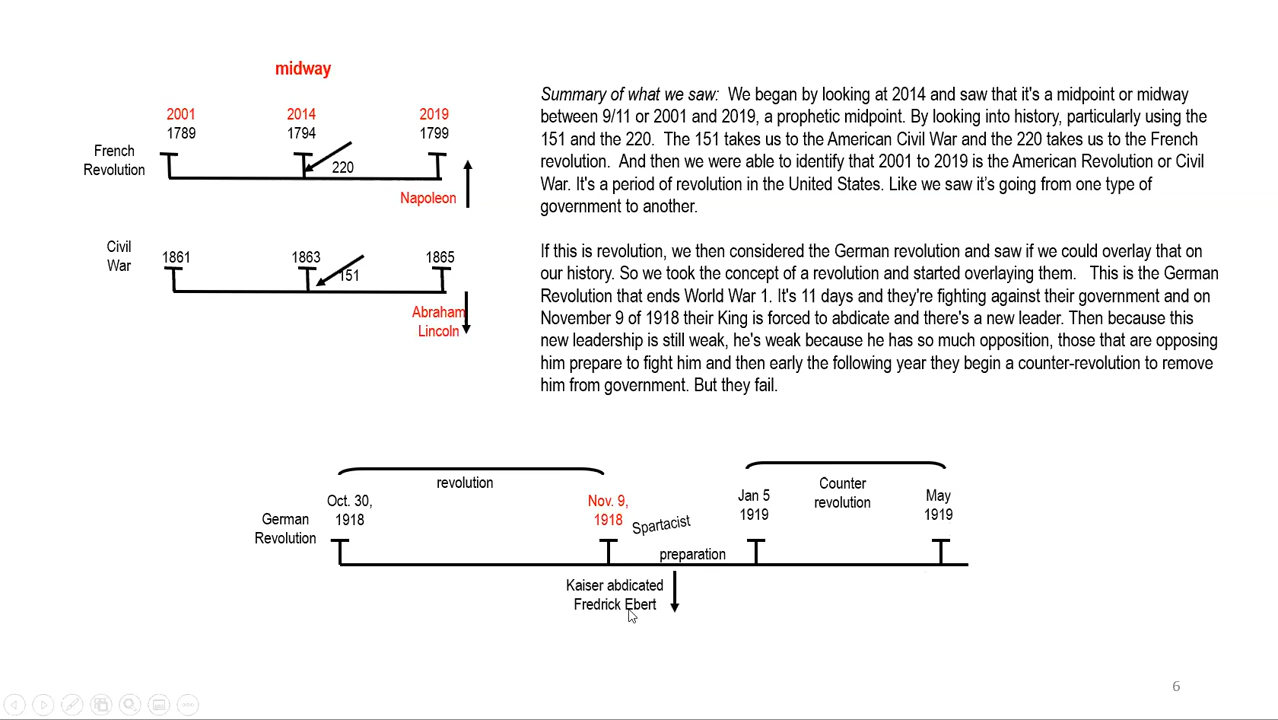 midway
2001
2014
2019
1789
1794
1799
French
Revolution
220
Napoleon
Civil
War
1861
1863
1865
151
Abraham
Lincoln
Summary of what we saw: We began by looking at 2014 and saw that it's a midpoint or midway
between 9/11 or 2001 and 2019, a prophetic midpoint. By looking into history, particularly using the
151 and the 220. The 151 takes us to the American Civil War and the 220 takes us to the French
revolution. And then we were able to identify that 2001 to 2019 is the American Revolution or Civil
War. It's a period of revolution in the United States. Like we saw it's going from one type of
government to another.
If this is revolution, we then considered the German revolution and saw if we could overlay that on
our history. So we took the concept of a revolution and started overlaying them. This is the German
Revolution that ends World War 1. It's 11 days and they're fighting against their government and on
November 9 of 1918 their King is forced to abdicate and there's a new leader. Then because this
new leadership is still weak, he's weak because he has so much opposition, those that are opposing
him prepare to fight him and then early the following year they begin a counter-revolution to remove
him from government. But they fail.
revolution
Counter
revolution
Oct. 30,
1918
Nov. 9,
1918
Spartacist
Jan 5
1919
May
1919
German
Revolution
preparation
Kaiser abdicated
Fredrick Ebert
6